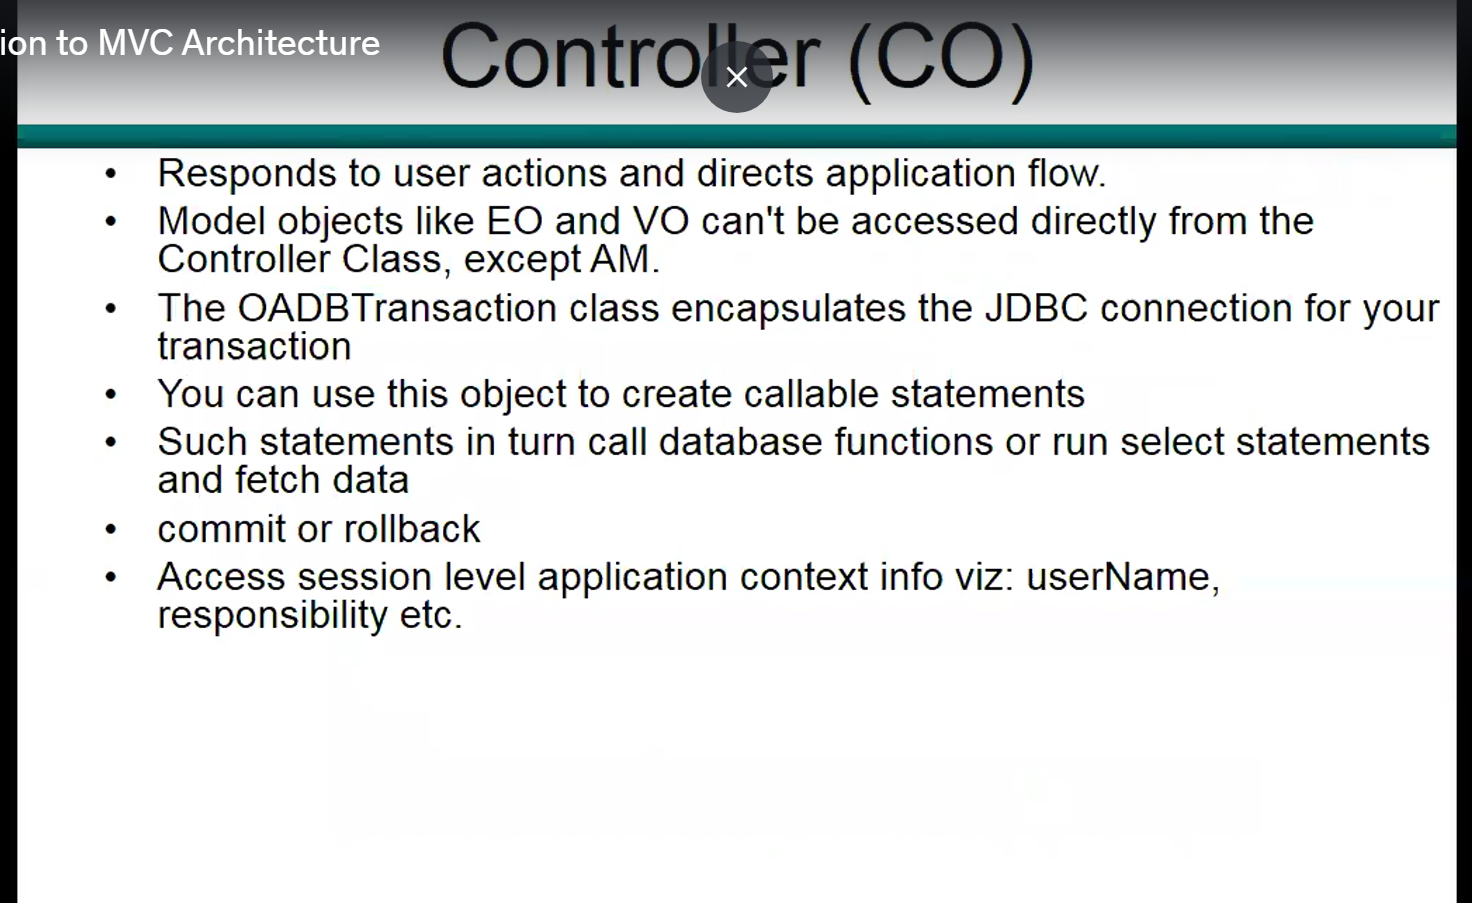 ion to MVC Architecture
Controller (CO)
• Responds to user actions and directs application flow.
• Model objects like EO and VO can't be accessed directly from the
Controller Class, except AM.
• The OADBTransaction class encapsulates the JDBC connection for your
transaction
• You can use this object to create callable statements
• Such statements in turn call database functions or run select statements
and fetch data
• commit or rollback
• Access session level application context info viz: userName,
responsibility etc.